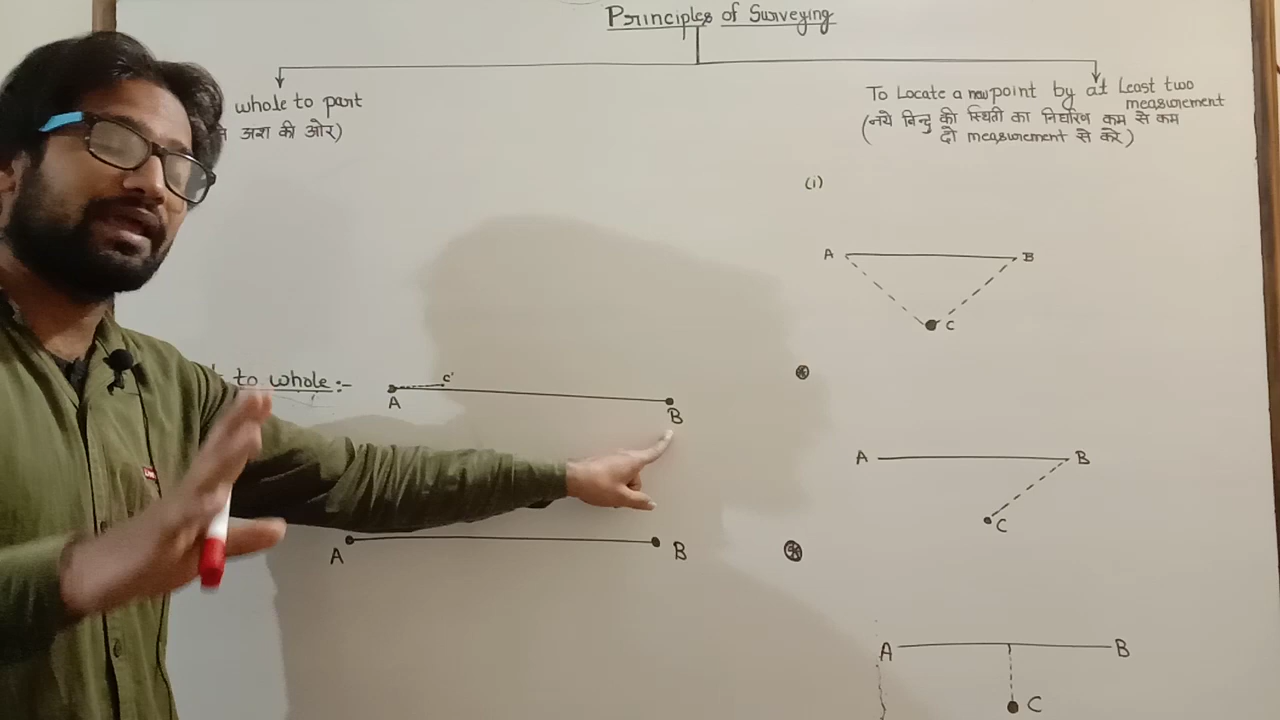 Principles of Surveying
whole to part
अंश की ओर)
To Locate a new point by at Least two
measurement
(नये बिन्दु की स्थिती का निर्धारण कम से कम
दो measurement से करे)
(i)
A B
C
to whole :-
C'
A
B
A B
C
A B
A B
C